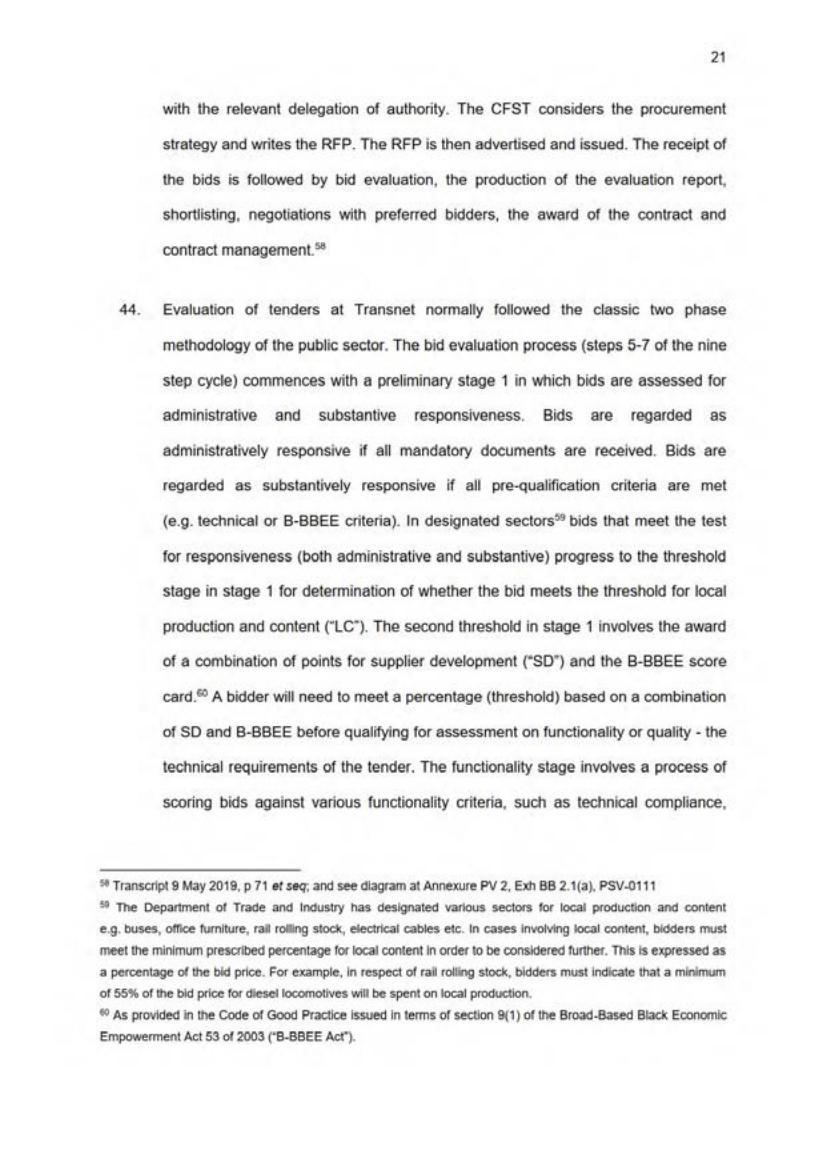 21
with the relevant delegation of authority. The CFST considers the procurement
strategy and writes the RFP. The RFP is then advertised and issued. The receipt of
the bids is followed by bid evaluation, the production of the evaluation report,
shortlisting, negotiations with preferred bidders, the award of the contract and
contract management.58
44. Evaluation of tenders at Transnet normally followed the classic two phase
methodology of the public sector. The bid evaluation process (steps 5-7 of the nine
step cycle) commences with a preliminary stage 1 in which bids are assessed for
administrative and substantive responsiveness. Bids are regarded as
administratively responsive if all mandatory documents are received. Bids are
regarded as substantively responsive if all pre-qualification criteria are met
(e.g. technical or B-BBEE criteria). In designated sectors59 bids that meet the test
for responsiveness (both administrative and substantive) progress to the threshold
stage in stage 1 for determination of whether the bid meets the threshold for local
production and content ("LC"). The second threshold in stage 1 involves the award
of a combination of points for supplier development ("SD") and the B-BBEE score
card.60 A bidder will need to meet a percentage (threshold) based on a combination
of SD and B-BBEE before qualifying for assessment on functionality or quality - the
technical requirements of the tender. The functionality stage involves a process of
scoring bids against various functionality criteria, such as technical compliance,
58 Transcript 9 May 2019, p 71 et seq; and see diagram at Annexure PV 2, Exh BB 2.1(a), PSV-0111
59 The Department of Trade and Industry has designated various sectors for local production and content
e.g. buses, office furniture, rail rolling stock, electrical cables etc. In cases involving local content, bidders must
meet the minimum prescribed percentage for local content in order to be considered further. This is expressed as
a percentage of the bid price. For example, in respect of rail rolling stock, bidders must indicate that a minimum
of 55% of the bid price for diesel locomotives will be spent on local production.
60 As provided in the Code of Good Practice issued in terms of section 9(1) of the Broad-Based Black Economic
Empowerment Act 53 of 2003 ("B-BBEE Act").